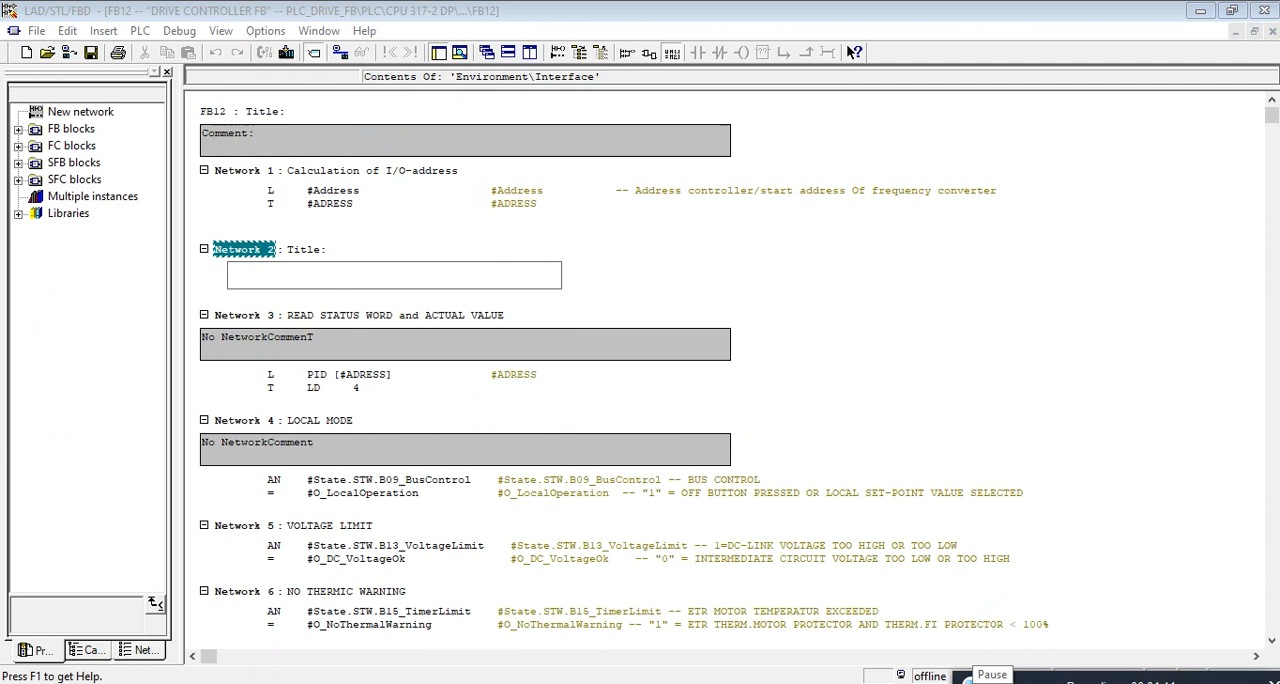 LAD/STL/FBD - [FB12 -- "DRIVE CONTROLLER FB" -- PLC_DRIVE_FB\PLC\CPU 317-2 DP\...\FB12]
File Edit Insert PLC Debug View Options Window Help
Contents Of: 'Environment\Interface'
New network
FB blocks
FC blocks
SFB blocks
SFC blocks
Multiple instances
Libraries
FB12 : Title:
Comment:
Network 1 : Calculation of I/O-address
L #Address #Address -- Address controller/start address Of frequency converter
T #ADRESS #ADRESS
Network 2 : Title:
Network 3 : READ STATUS WORD and ACTUAL VALUE
No NetworkCommenT
L PID [#ADRESS] #ADRESS
T LD 4
Network 4 : LOCAL MODE
No NetworkComment
AN #State.STW.B09_BusControl #State.STW.B09_BusControl -- BUS CONTROL
= #O_LocalOperation #O_LocalOperation -- "1" = OFF BUTTON PRESSED OR LOCAL SET-POINT VALUE SELECTED
Network 5 : VOLTAGE LIMIT
AN #State.STW.B13_VoltageLimit #State.STW.B13_VoltageLimit -- 1=DC-LINK VOLTAGE TOO HIGH OR TOO LOW
= #O_DC_VoltageOk #O_DC_VoltageOk -- "0" = INTERMEDIATE CIRCUIT VOLTAGE TOO LOW OR TOO HIGH
Network 6 : NO THERMIC WARNING
AN #State.STW.B15_TimerLimit #State.STW.B15_TimerLimit -- ETR MOTOR TEMPERATUR EXCEEDED
= #O_NoThermalWarning #O_NoThermalWarning -- "1" = ETR THERM.MOTOR PROTECTOR AND THERM.FI PROTECTOR < 100%
Pr... Ca... Net...
Press F1 to get Help.
offline
Pause